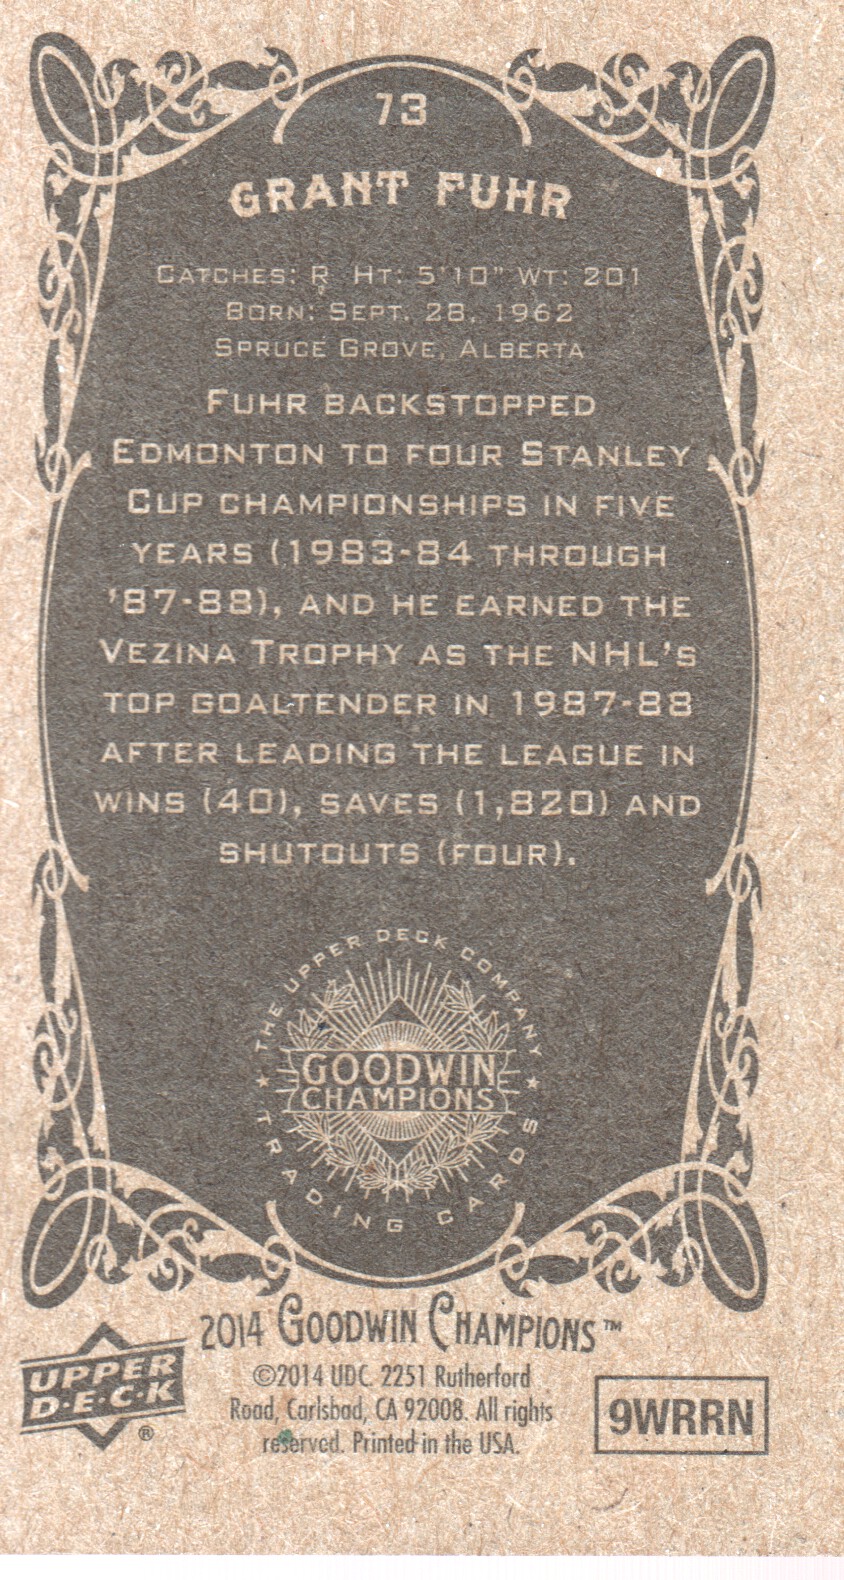 73
GRANT FUHR
CATCHES: R HT: 5'10" WT: 201
BORN: SEPT. 28, 1962
SPRUCE GROVE, ALBERTA
FUHR BACKSTOPPED
EDMONTON TO FOUR STANLEY
CUP CHAMPIONSHIPS IN FIVE
YEARS (1983-84 THROUGH
'87-88), AND HE EARNED THE
VEZINA TROPHY AS THE NHL'S
TOP GOALTENDER IN 1987-88
AFTER LEADING THE LEAGUE IN
WINS (40), SAVES (1,820) AND
SHUTOUTS (FOUR).
★ THE UPPER DECK COMPANY ★
GOODWIN
CHAMPIONS
TRADING CARDS
2014 GOODWIN CHAMPIONS™
UPPER
D•E•C•K®
©2014 UDC. 2251 Rutherford
Road, Carlsbad, CA 92008. All rights
reserved. Printed in the USA.
9WRRN